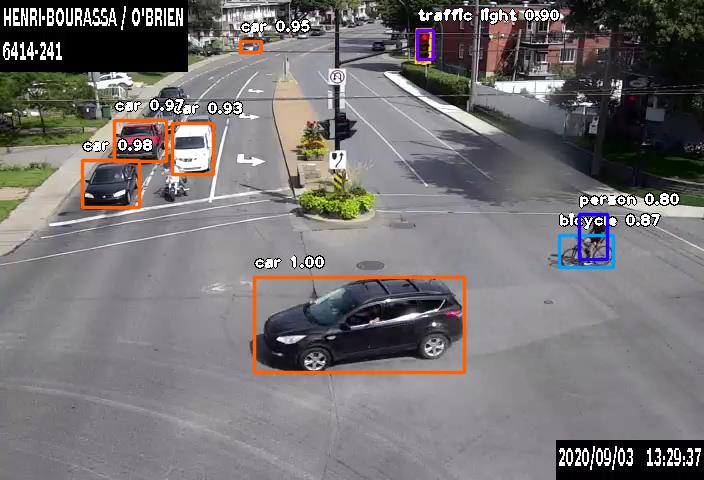 HENRI-BOURASSA / O'BRIEN
6414-241
car 0.95
traffic light 0.90
car 0.97
car 0.93
car 0.98
person 0.80
bicycle 0.87
car 1.00
2020/09/03 13:29:37